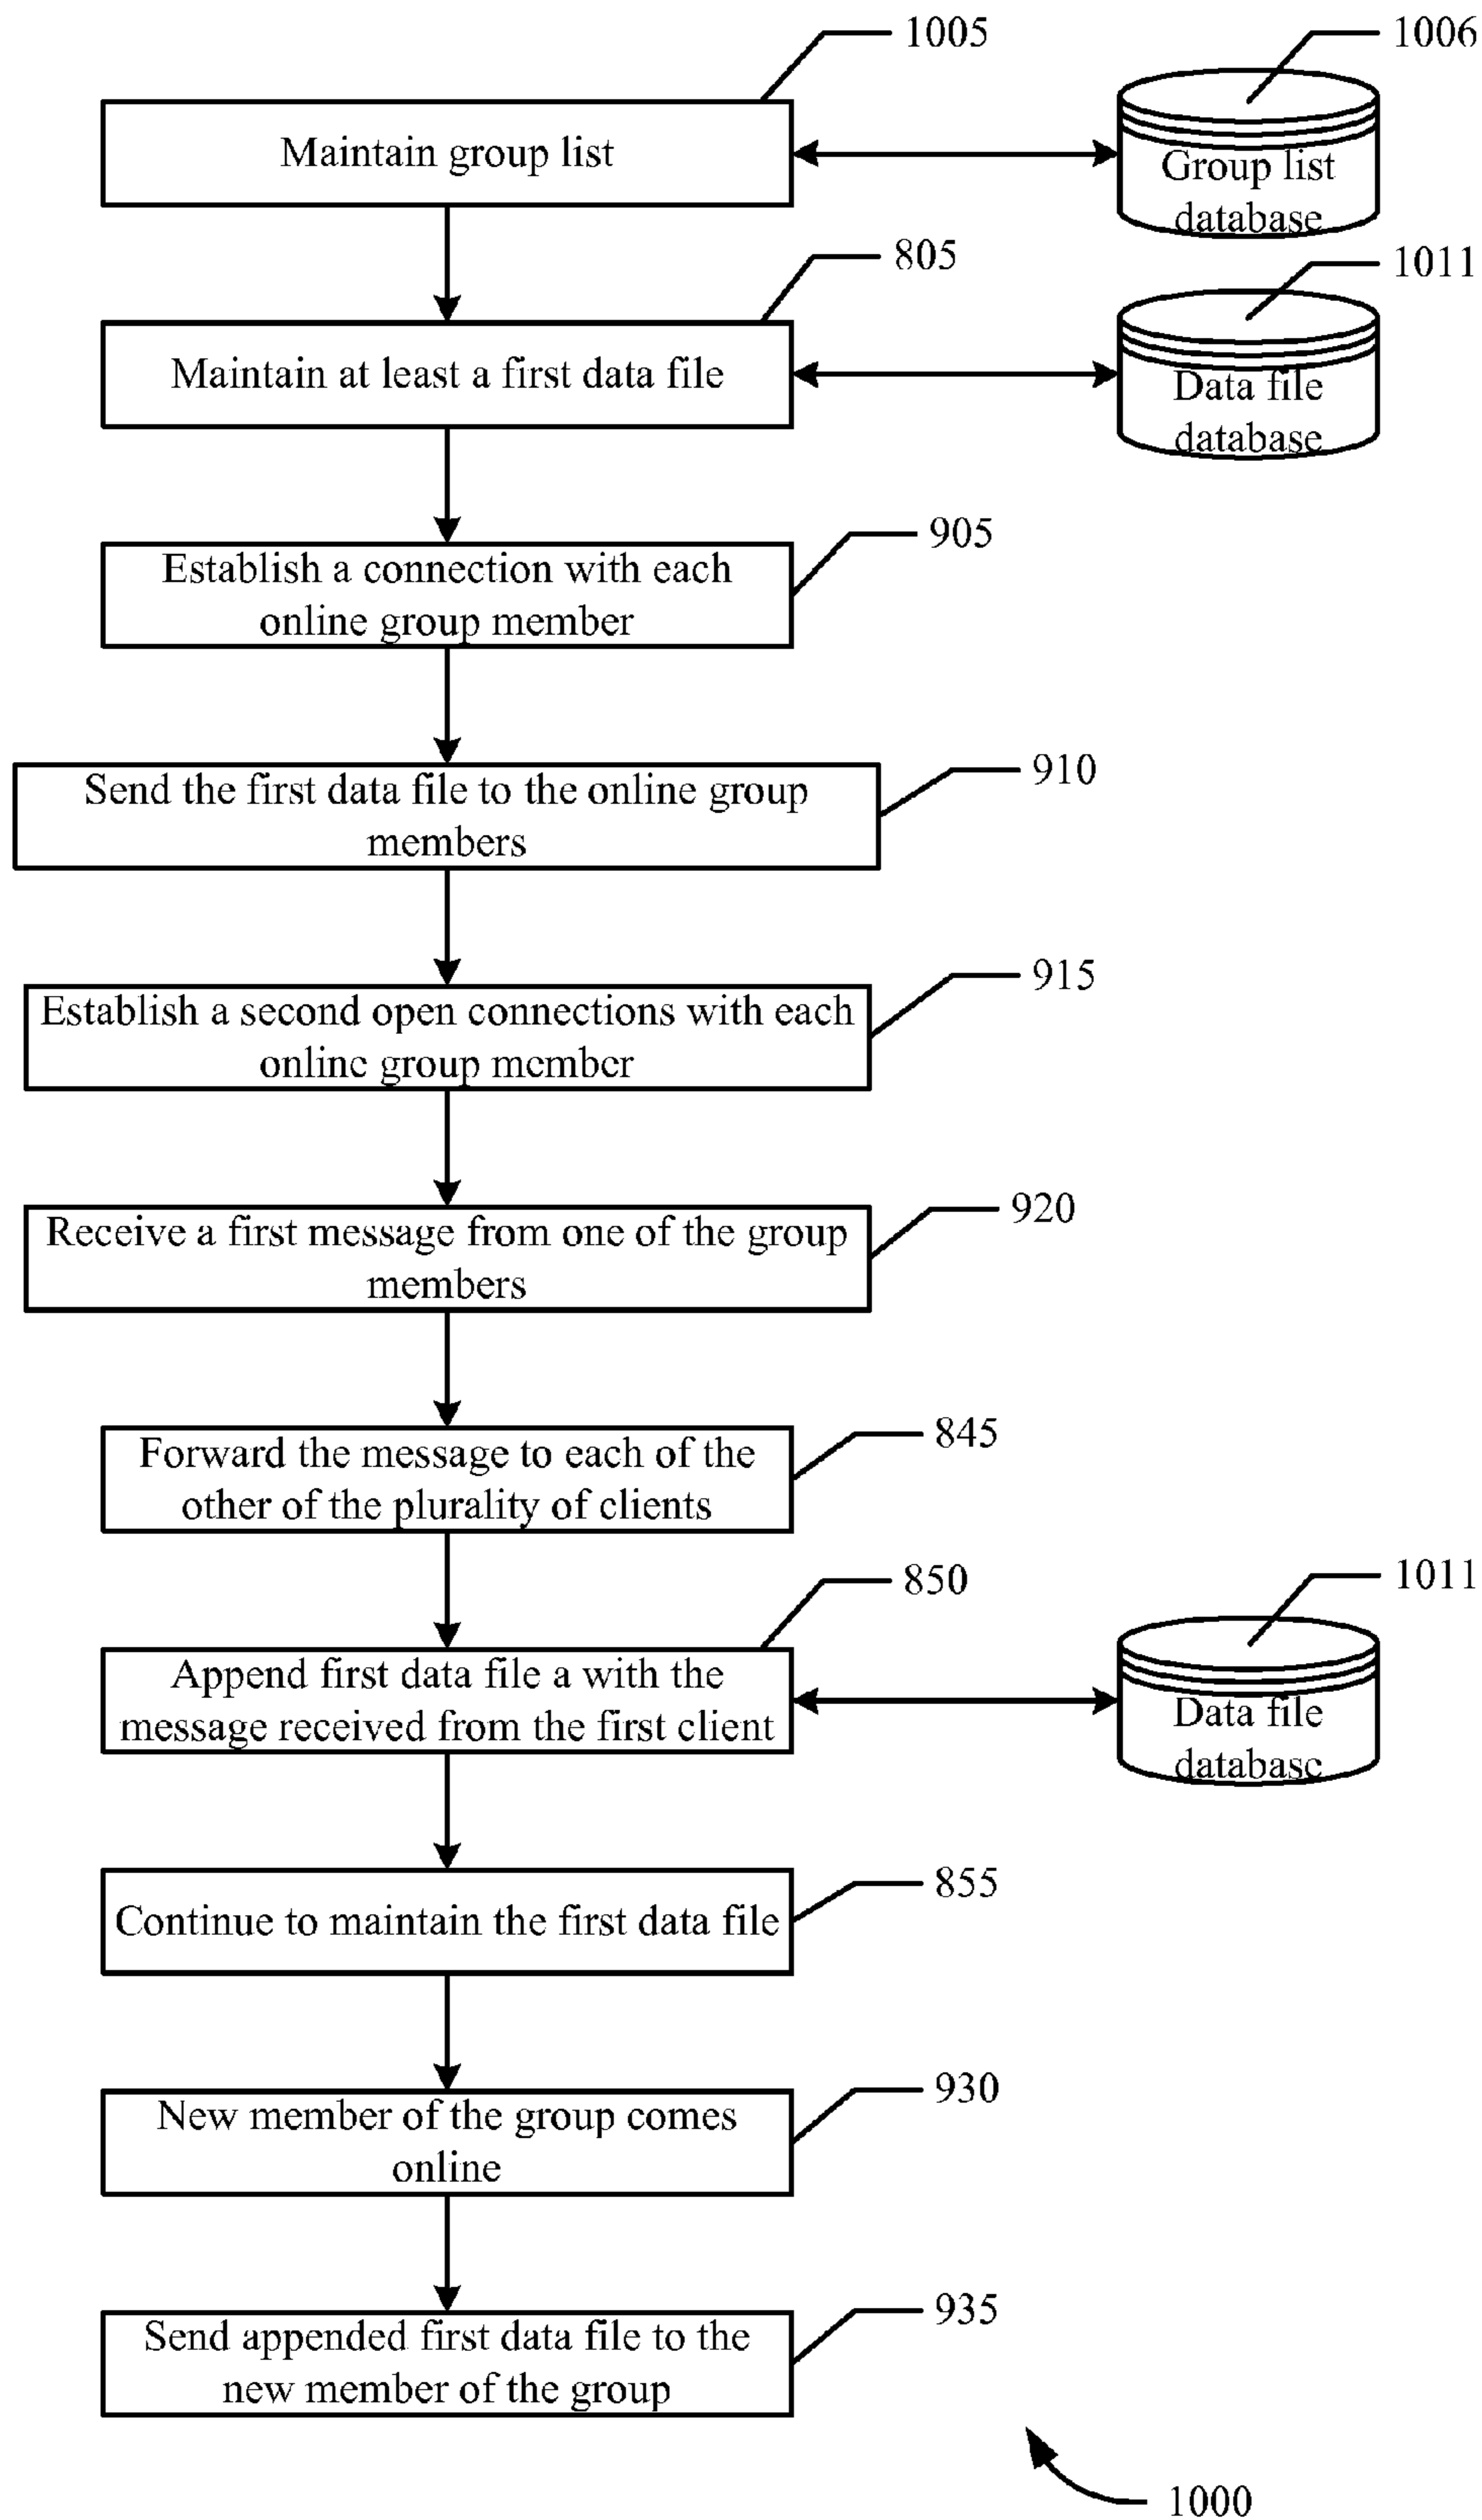 1005
1006
Maintain group list
Group list
database
805
1011
Maintain at least a first data file
Data file
database
905
Establish a connection with each
online group member
910
Send the first data file to the online group
members
915
Establish a second open connections with each
online group member
920
Receive a first message from one of the group
members
845
Forward the message to each of the
other of the plurality of clients
850
1011
Append first data file a with the
message received from the first client
Data file
database
855
Continue to maintain the first data file
930
New member of the group comes
online
935
Send appended first data file to the
new member of the group
1000